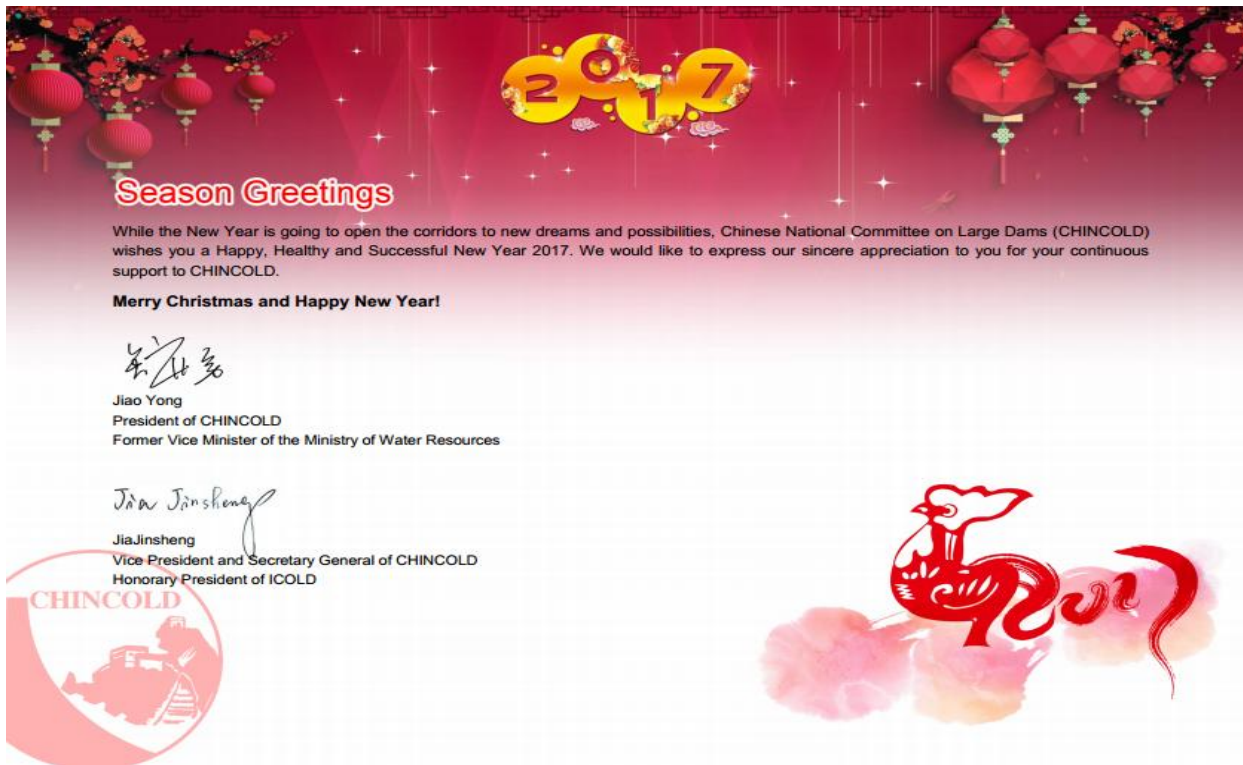 2017
Season Greetings
While the New Year is going to open the corridors to new dreams and possibilities, Chinese National Committee on Large Dams (CHINCOLD)
wishes you a Happy, Healthy and Successful New Year 2017. We would like to express our sincere appreciation to you for your continuous
support to CHINCOLD.
Merry Christmas and Happy New Year!
Jiao Yong
President of CHINCOLD
Former Vice Minister of the Ministry of Water Resources
Jia Jinsheng
JiaJinsheng
Vice President and Secretary General of CHINCOLD
Honorary President of ICOLD
CHINCOLD
2017